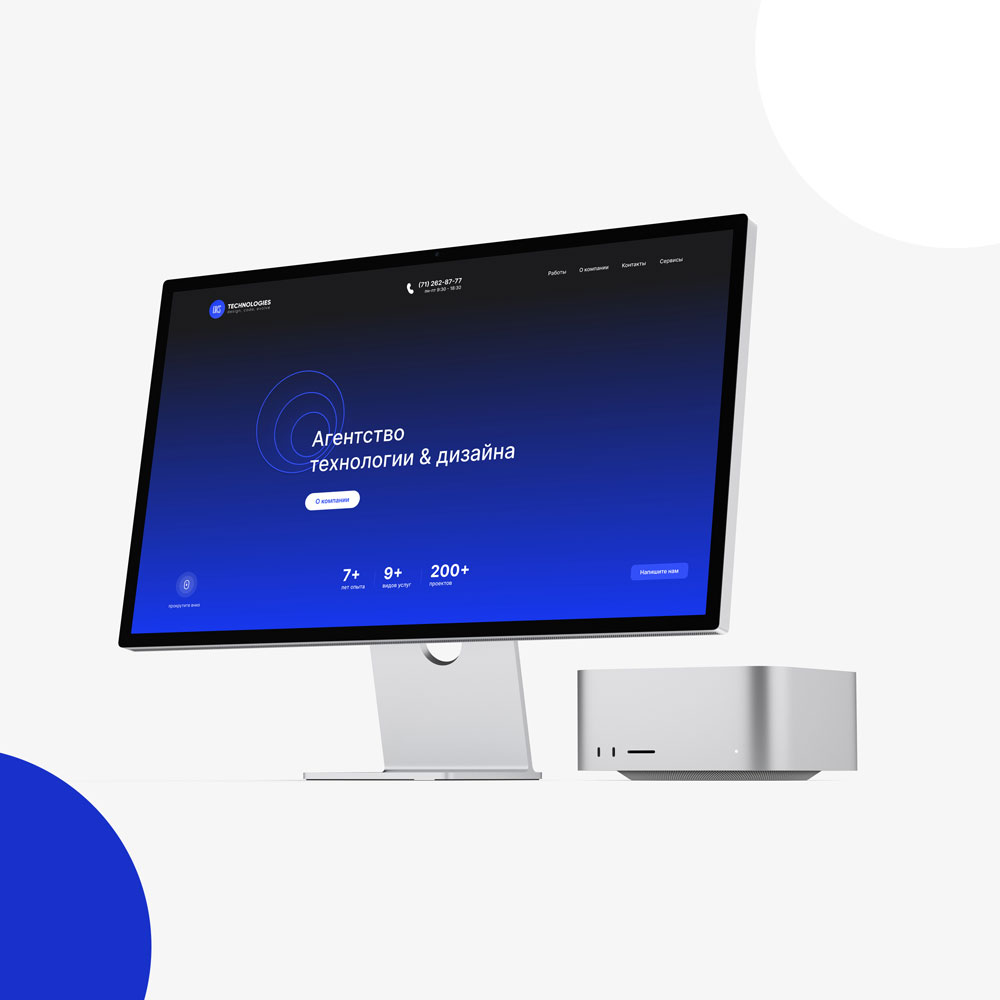 TECHNOLOGIES
design, code, evolve
(71) 262-87-77
пн-пт 9:30 - 18:30
Работы
О компании
Контакты
Сервисы
Агентство
технологии & дизайна
О компании
7+
лет опыта
9+
видов услуг
200+
проектов
Напишите нам
прокрутите вниз